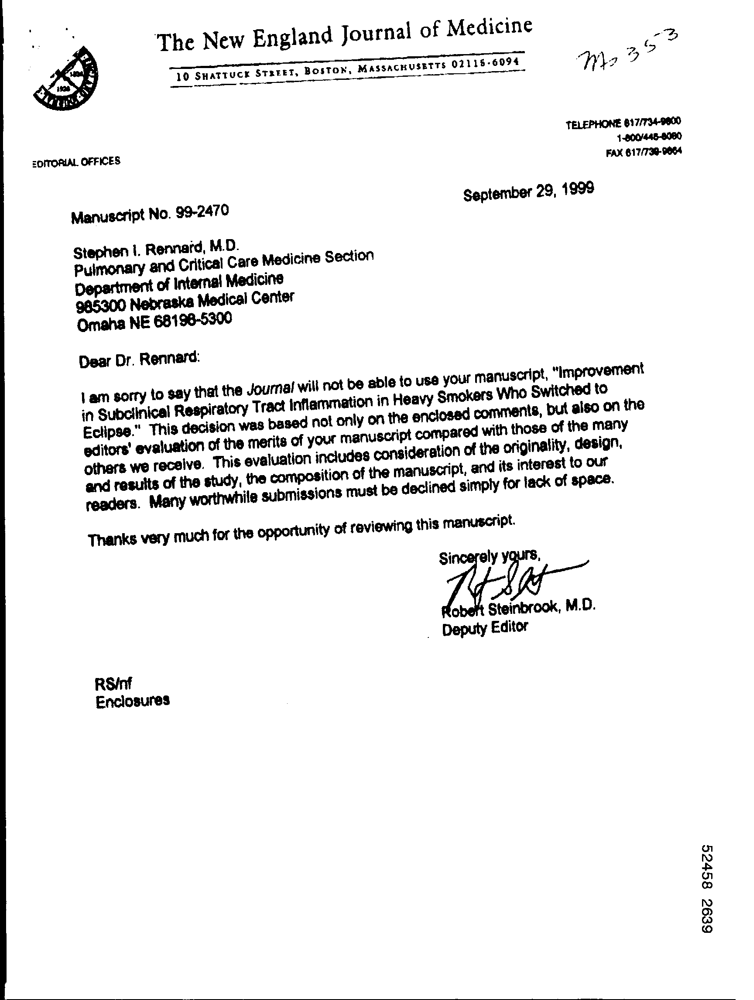 The New England Journal of Medicine
10 SHATTUCK STREET, BOSTON, MASSACHUSETTS 02115-6094
353
TELEPHONE 617/734-9800
1-800/445-8080
FAX 617/739-9864
EDITORIAL OFFICES
September 29, 1999
Manuscript No. 99-2470
Stephen I. Rennard, M.D.
Pulmonary and Critical Care Medicine Section
Department of Internal Medicine
985300 Nebraska Medical Center
Omaha NE 68198-5300
Dear Dr. Rennard:
I am sorry to say that the Journal will not be able to use your manuscript, "Improvement
in Subclinical Respiratory Tract Inflammation in Heavy Smokers Who Switched to
Eclipse." This decision was based not only on the enclosed comments, but also on the
editors' evaluation of the merits of your manuscript compared with those of the many
others we receive. This evaluation includes consideration of the originality, design,
and results of the study, the composition of the manuscript, and its interest to our
readers. Many worthwhile submissions must be declined simply for lack of space.
Thanks very much for the opportunity of reviewing this manuscript.
Sincerely yours,
Robert Steinbrook, M.D.
Deputy Editor
RS/nf
Enclosures
52458 2639